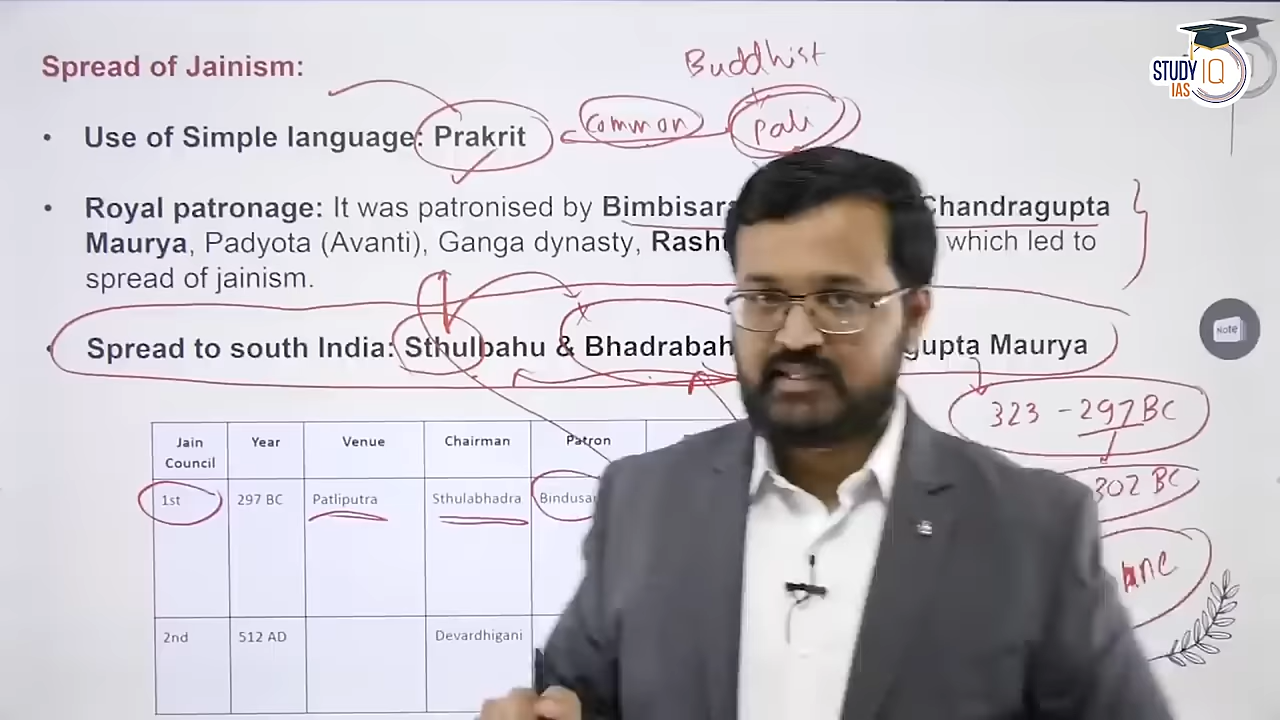 Spread of Jainism:
Buddhist
STUDY IQ
IAS
• Use of Simple language: Prakrit common pali
• Royal patronage: It was patronised by Bimbisara Chandragupta
Maurya, Padyota (Avanti), Ganga dynasty, Rasht which led to
spread of jainism.
Note
• Spread to south India: Sthulbahu & Bhadrabah gupta Maurya
323 - 297 BC
Jain Council Year Venue Chairman Patron
302 BC
1st 297 BC Patliputra Sthulabhadra Bindusa
2nd 512 AD Devardhigani